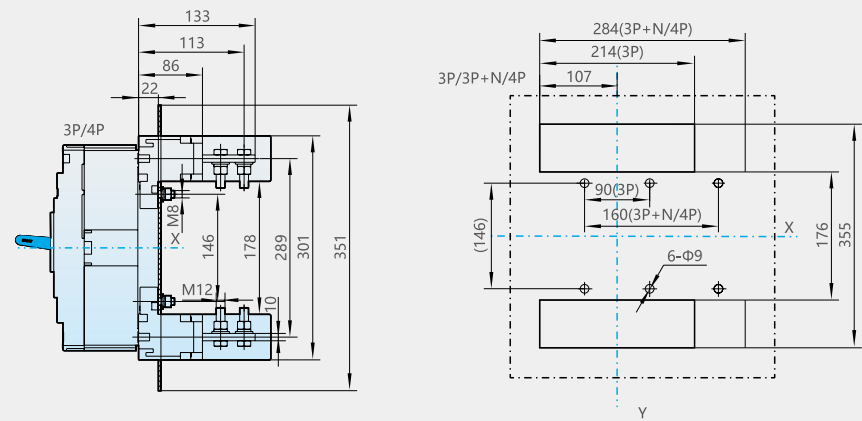 133
113
86
22
3P/4P
M8
X
146
178
289
301
351
M12
10
284(3P+N/4P)
214(3P)
3P/3P+N/4P
107
90(3P)
160(3P+N/4P)
X
(146)
176
355
6-Φ9
Y